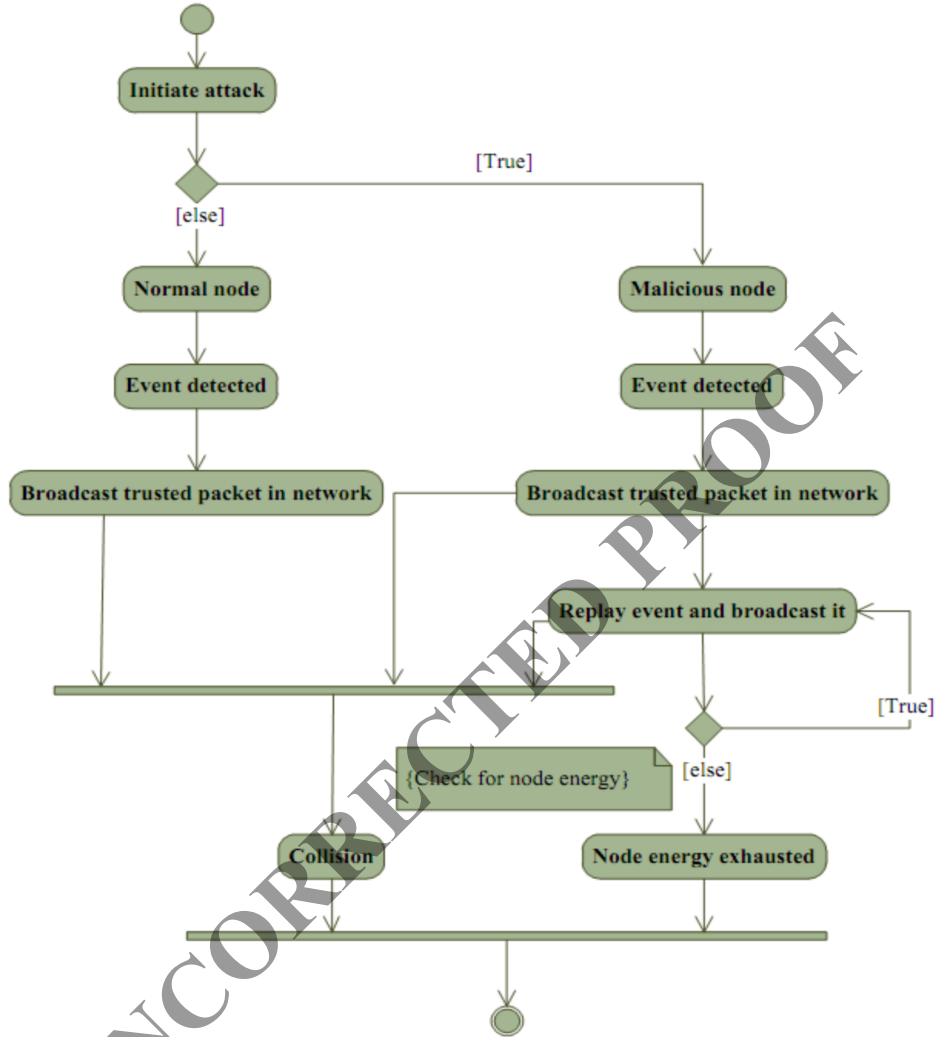 Initiate attack
[True]
[else]
Normal node
Malicious node
Event detected
Event detected
Broadcast trusted packet in network
Broadcast trusted packet in network
Replay event and broadcast it
[True]
[else]
{Check for node energy}
Collision
Node energy exhausted
NCORRECTED PROOF